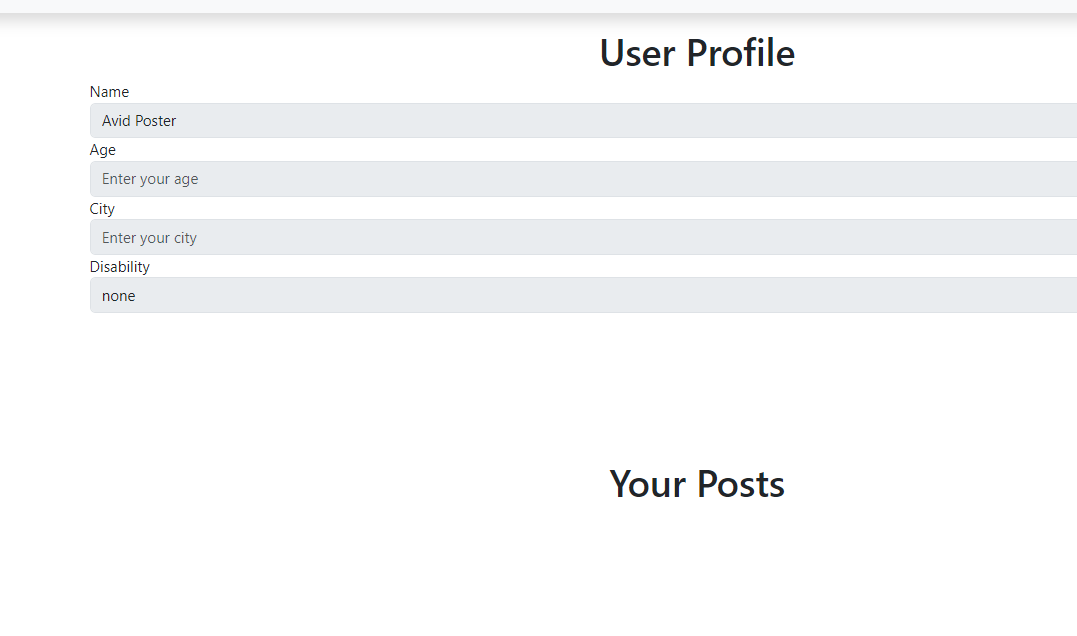 User Profile
Name
Avid Poster
Age
Enter your age
City
Enter your city
Disability
none
Your Posts